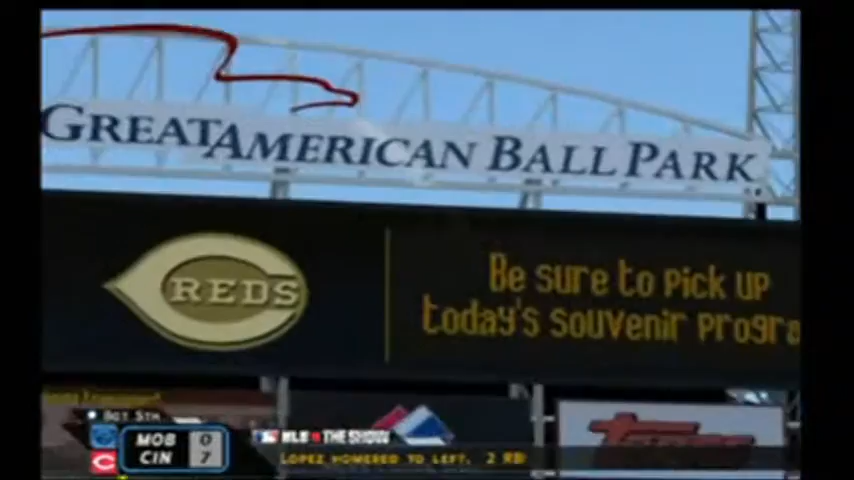 GREAT AMERICAN BALL PARK
REDS
Be sure to pick up
today's souvenir progra
BOT 5TH
MOB 0
CIN 7
MLB THE SHOW
LOPEZ HOMERED TO LEFT. 2 RBI